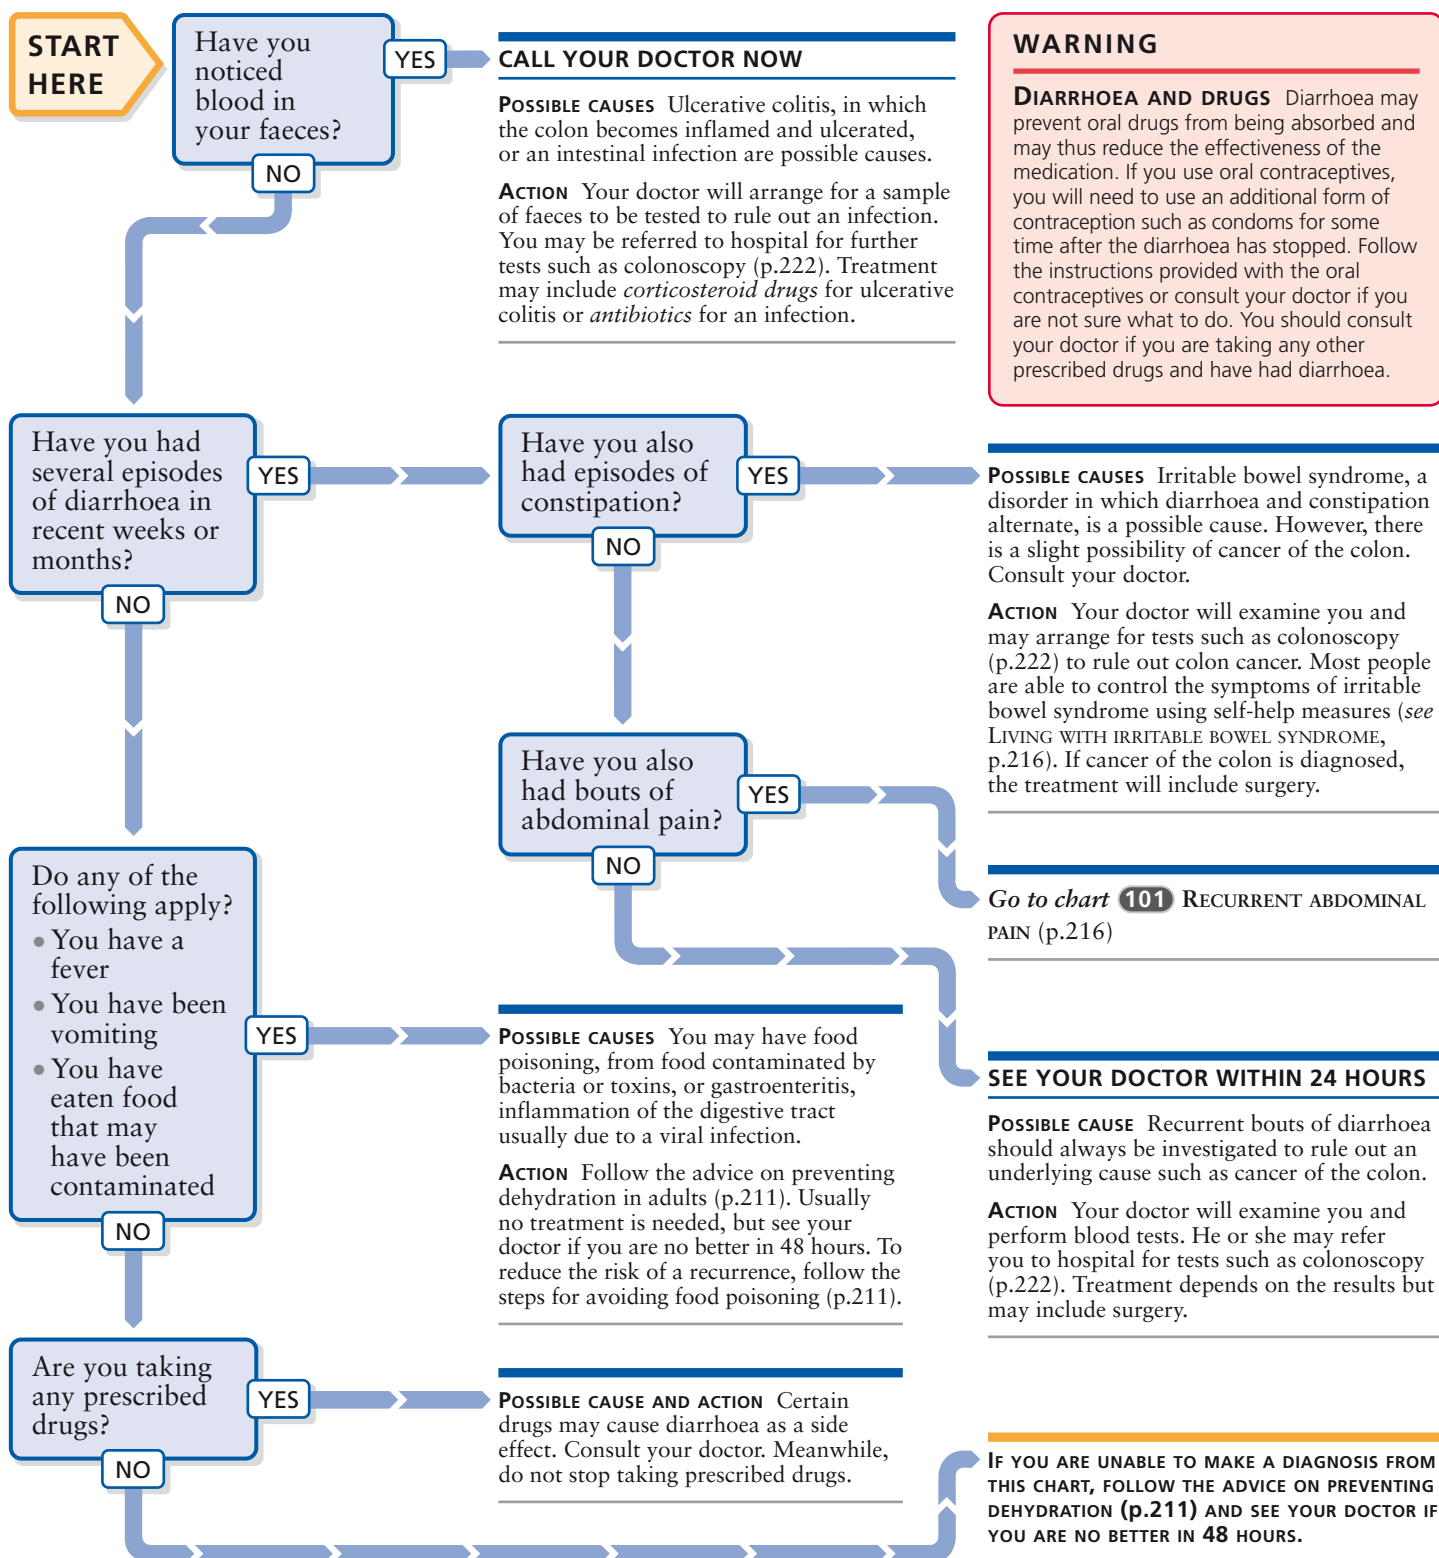 START
HERE
Have you
noticed
blood in
your faeces?
YES
NO
CALL YOUR DOCTOR NOW
POSSIBLE CAUSES Ulcerative colitis, in which
the colon becomes inflamed and ulcerated,
or an intestinal infection are possible causes.
ACTION Your doctor will arrange for a sample
of faeces to be tested to rule out an infection.
You may be referred to hospital for further
tests such as colonoscopy (p.222). Treatment
may include corticosteroid drugs for ulcerative
colitis or antibiotics for an infection.
WARNING
DIARRHOEA AND DRUGS Diarrhoea may
prevent oral drugs from being absorbed and
may thus reduce the effectiveness of the
medication. If you use oral contraceptives,
you will need to use an additional form of
contraception such as condoms for some
time after the diarrhoea has stopped. Follow
the instructions provided with the oral
contraceptives or consult your doctor if you
are not sure what to do. You should consult
your doctor if you are taking any other
prescribed drugs and have had diarrhoea.
Have you had
several episodes
of diarrhoea in
recent weeks or
months?
YES
NO
Have you also
had episodes of
constipation?
YES
NO
POSSIBLE CAUSES Irritable bowel syndrome, a
disorder in which diarrhoea and constipation
alternate, is a possible cause. However, there
is a slight possibility of cancer of the colon.
Consult your doctor.
ACTION Your doctor will examine you and
may arrange for tests such as colonoscopy
(p.222) to rule out colon cancer. Most people
are able to control the symptoms of irritable
bowel syndrome using self-help measures (see
LIVING WITH IRRITABLE BOWEL SYNDROME,
p.216). If cancer of the colon is diagnosed,
the treatment will include surgery.
Have you also
had bouts of
abdominal pain?
YES
NO
Go to chart 101 RECURRENT ABDOMINAL
PAIN (p.216)
Do any of the
following apply?
• You have a
fever
• You have been
vomiting
• You have
eaten food
that may
have been
contaminated
YES
NO
POSSIBLE CAUSES You may have food
poisoning, from food contaminated by
bacteria or toxins, or gastroenteritis,
inflammation of the digestive tract
usually due to a viral infection.
ACTION Follow the advice on preventing
dehydration in adults (p.211). Usually
no treatment is needed, but see your
doctor if you are no better in 48 hours. To
reduce the risk of a recurrence, follow the
steps for avoiding food poisoning (p.211).
SEE YOUR DOCTOR WITHIN 24 HOURS
POSSIBLE CAUSE Recurrent bouts of diarrhoea
should always be investigated to rule out an
underlying cause such as cancer of the colon.
ACTION Your doctor will examine you and
perform blood tests. He or she may refer
you to hospital for tests such as colonoscopy
(p.222). Treatment depends on the results but
may include surgery.
Are you taking
any prescribed
drugs?
YES
NO
POSSIBLE CAUSE AND ACTION Certain
drugs may cause diarrhoea as a side
effect. Consult your doctor. Meanwhile,
do not stop taking prescribed drugs.
IF YOU ARE UNABLE TO MAKE A DIAGNOSIS FROM
THIS CHART, FOLLOW THE ADVICE ON PREVENTING
DEHYDRATION (p.211) AND SEE YOUR DOCTOR IF
YOU ARE NO BETTER IN 48 HOURS.